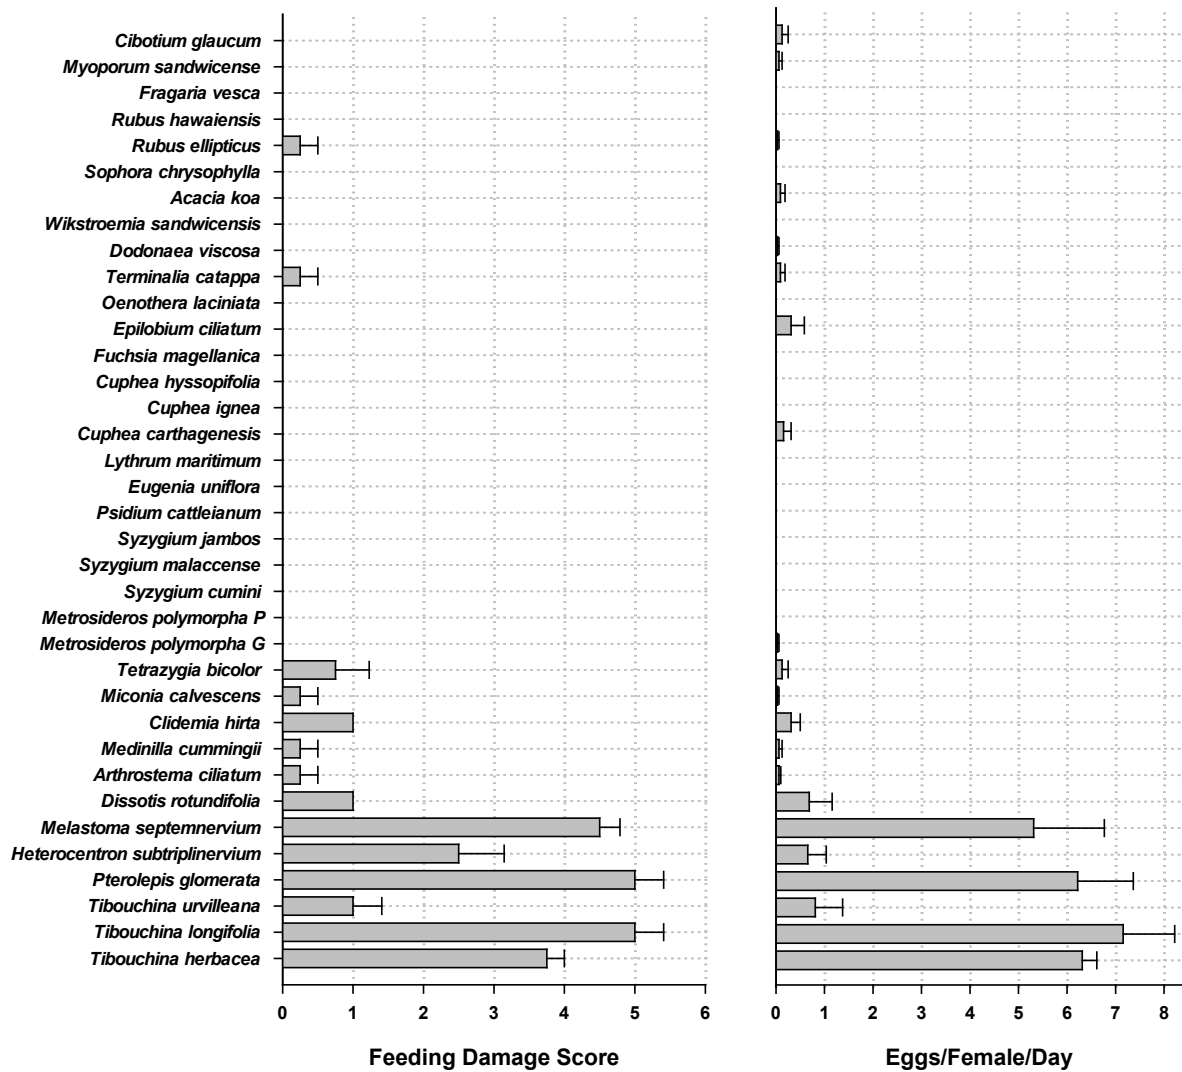 Cibotium glaucum
Myoporum sandwicense
Fragaria vesca
Rubus hawaiensis
Rubus ellipticus
Sophora chrysophylla
Acacia koa
Wikstroemia sandwicensis
Dodonaea viscosa
Terminalia catappa
Oenothera laciniata
Epilobium ciliatum
Fuchsia magellanica
Cuphea hyssopifolia
Cuphea ignea
Cuphea carthagenesis
Lythrum maritimum
Eugenia uniflora
Psidium cattleianum
Syzygium jambos
Syzygium malaccense
Syzygium cumini
Metrosideros polymorpha P
Metrosideros polymorpha G
Tetrazygia bicolor
Miconia calvescens
Clidemia hirta
Medinilla cummingii
Arthrostema ciliatum
Dissotis rotundifolia
Melastoma septemnervium
Heterocentron subtriplinervium
Pterolepis glomerata
Tibouchina urvilleana
Tibouchina longifolia
Tibouchina herbacea
0 1 2 3 4 5 6
Feeding Damage Score
0 1 2 3 4 5 6 7 8
Eggs/Female/Day